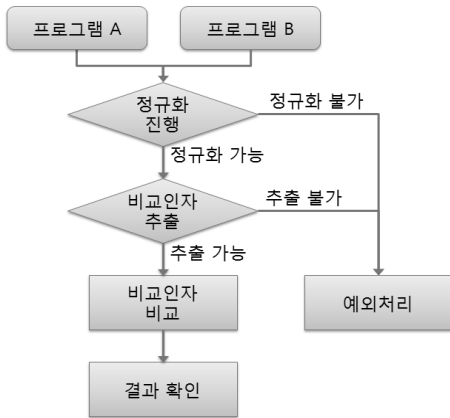 프로그램 A
프로그램 B
정규화
진행
정규화 불가
정규화 가능
비교인자
추출
추출 불가
추출 가능
비교인자
비교
예외처리
결과 확인